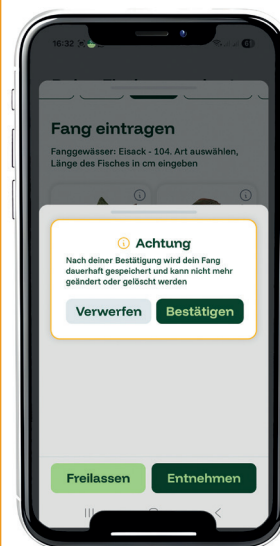 16:32
Fang eintragen
Fanggewässer: Eisack - 104. Art auswählen,
Länge des Fisches in cm eingeben
Achtung
Nach deiner Bestätigung wird dein Fang
dauerhaft gespeichert und kann nicht mehr
geändert oder gelöscht werden
Verwerfen Bestätigen
Freilassen Entnehmen